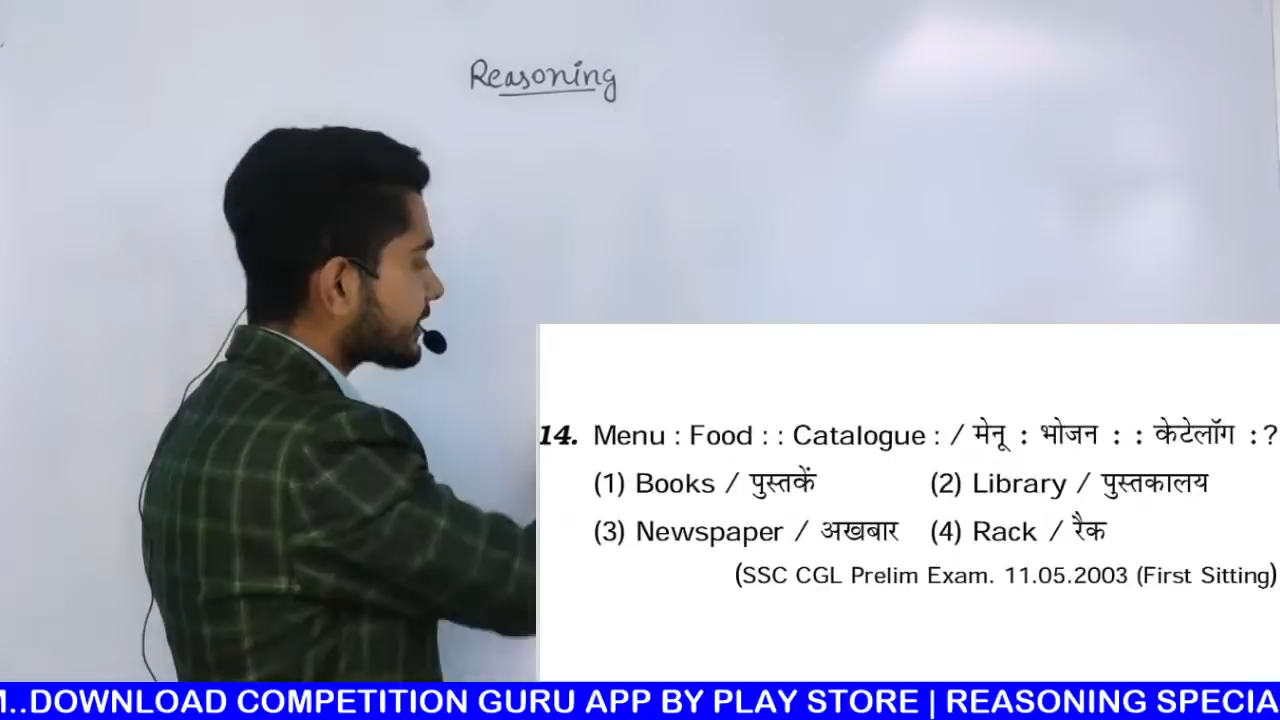 Reasoning
14. Menu : Food : : Catalogue : / मेनू : भोजन : : केटेलॉग : ?
(1) Books / पुस्तकें (2) Library / पुस्तकालय
(3) Newspaper / अखबार (4) Rack / रैक
(SSC CGL Prelim Exam. 11.05.2003 (First Sitting)
M..DOWNLOAD COMPETITION GURU APP BY PLAY STORE | REASONING SPECIA